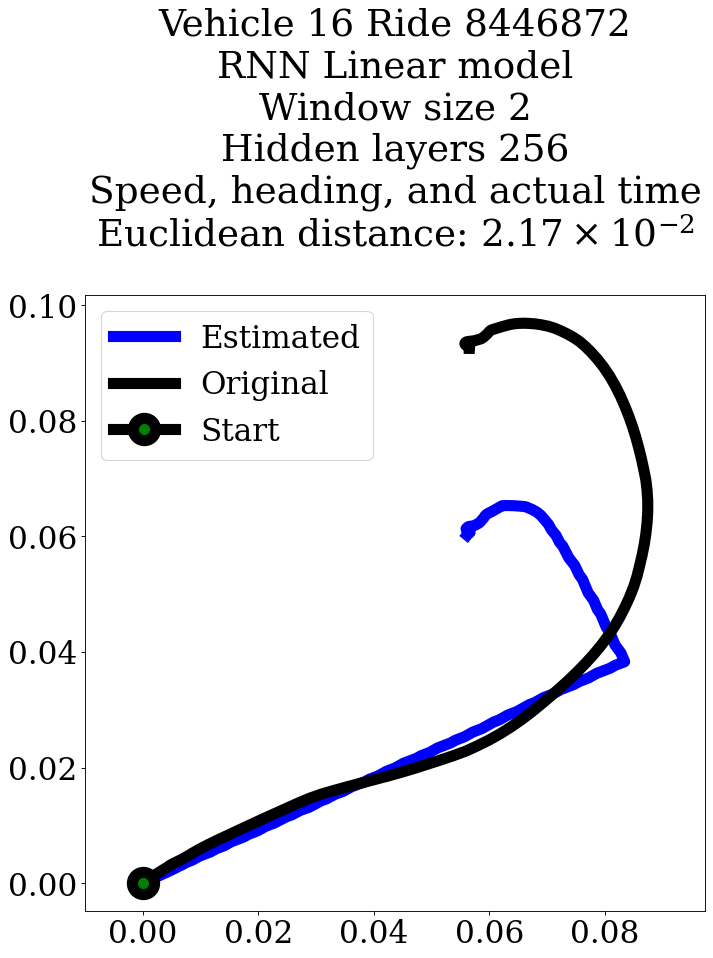 Vehicle 16 Ride 8446872
RNN Linear model
Window size 2
Hidden layers 256
Speed, heading, and actual time
Euclidean distance: 2.17 × 10⁻²
Estimated
Original
Start
0.10
0.08
0.06
0.04
0.02
0.00
0.00 0.02 0.04 0.06 0.08